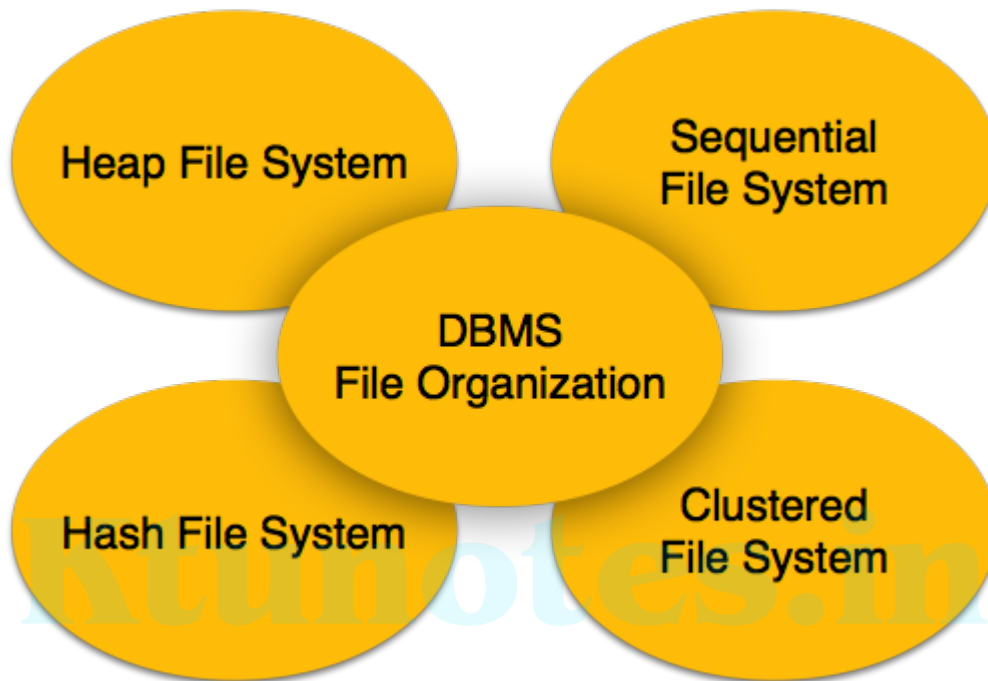 Heap File System
Sequential
File System
DBMS
File Organization
Hash File System
Clustered
File System
Ktunotes.in